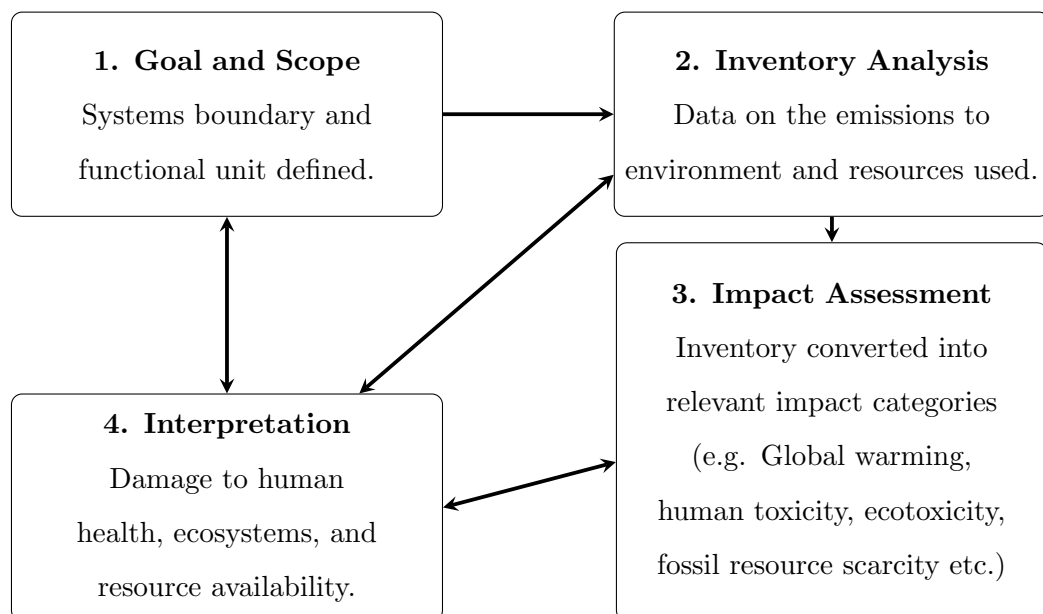 1. Goal and Scope
Systems boundary and
functional unit defined.
2. Inventory Analysis
Data on the emissions to
environment and resources used.
3. Impact Assessment
Inventory converted into
relevant impact categories
(e.g. Global warming,
human toxicity, ecotoxicity,
fossil resource scarcity etc.)
4. Interpretation
Damage to human
health, ecosystems, and
resource availability.